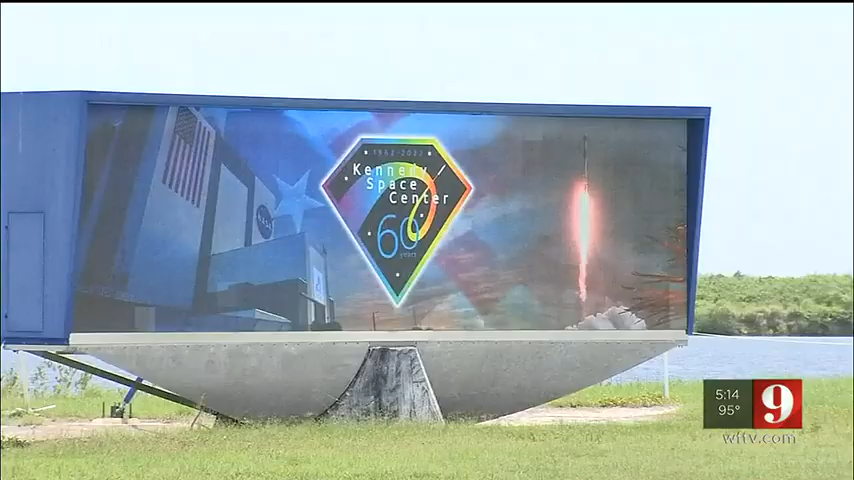 1962-2022
Kennedy
Space
Center
60
years
NASA
5:14
95°
9
wftv.com